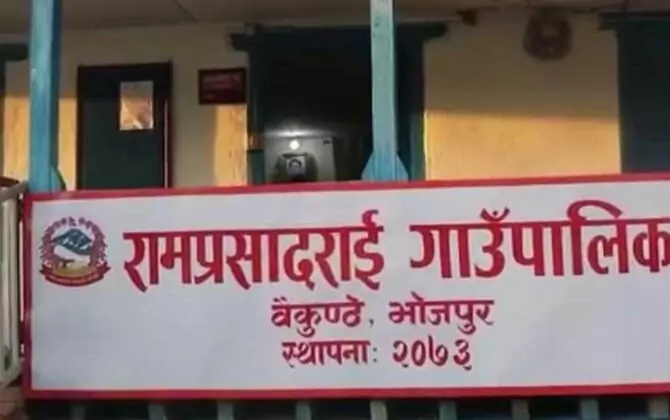 रामप्रसादराई गाउँपालिक
वैकुण्ठे, भोजपुर
स्थापनाः २०७३